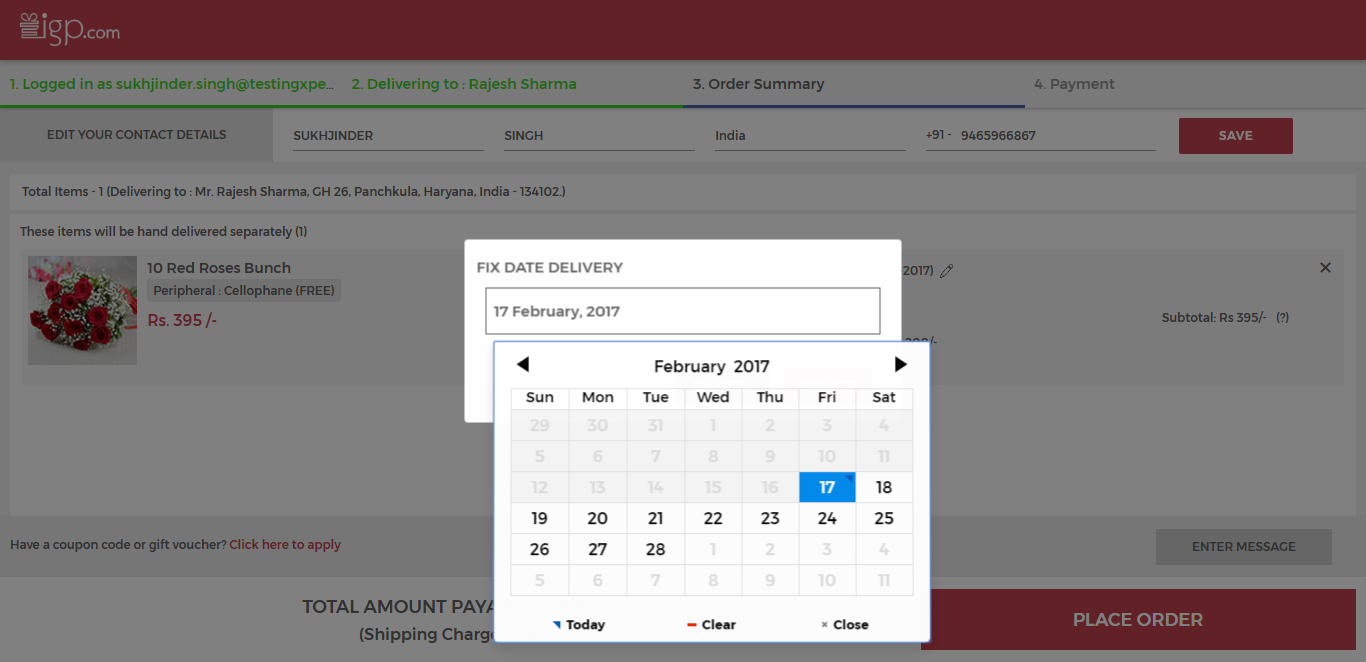 igp.com
1. Logged in as sukhjinder.singh@testingxpe... 2. Delivering to : Rajesh Sharma 3. Order Summary 4. Payment
EDIT YOUR CONTACT DETAILS SUKHJINDER SINGH India +91 - 9465966867 SAVE
Total Items - 1 (Delivering to : Mr. Rajesh Sharma, GH 26, Panchkula, Haryana, India - 134102.)
These items will be hand delivered separately (1)
10 Red Roses Bunch
Peripheral : Cellophane (FREE)
Rs. 395 /-
2017)
Subtotal: Rs 395/- (?)
FIX DATE DELIVERY
17 February, 2017
February 2017
Sun Mon Tue Wed Thu Fri Sat
29 30 31 1 2 3 4
5 6 7 8 9 10 11
12 13 14 15 16 17 18
19 20 21 22 23 24 25
26 27 28 1 2 3 4
5 6 7 8 9 10 11
Today Clear × Close
Have a coupon code or gift voucher? Click here to apply
ENTER MESSAGE
TOTAL AMOUNT PAYA
(Shipping Charg
PLACE ORDER